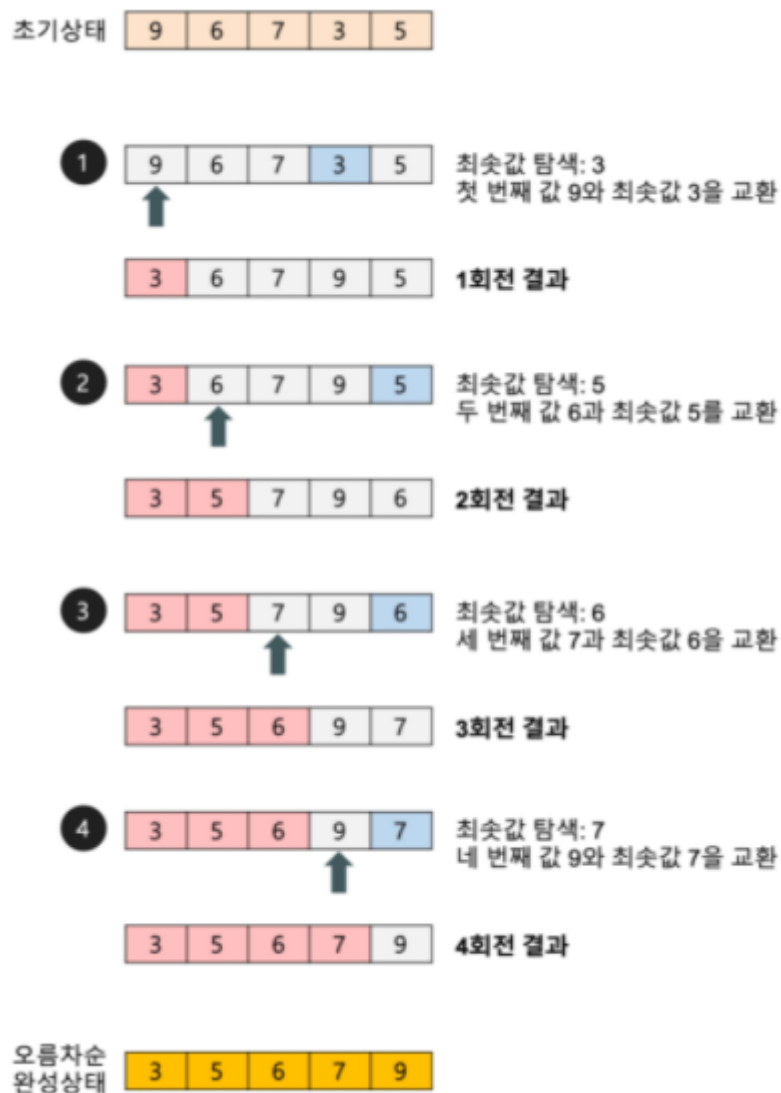 초기상태 9 6 7 3 5
1 9 6 7 3 5 최솟값 탐색: 3
첫 번째 값 9와 최솟값 3을 교환
3 6 7 9 5 1회전 결과
2 3 6 7 9 5 최솟값 탐색: 5
두 번째 값 6과 최솟값 5를 교환
3 5 7 9 6 2회전 결과
3 3 5 7 9 6 최솟값 탐색: 6
세 번째 값 7과 최솟값 6을 교환
3 5 6 9 7 3회전 결과
4 3 5 6 9 7 최솟값 탐색: 7
네 번째 값 9와 최솟값 7을 교환
3 5 6 7 9 4회전 결과
오름차순
완성상태 3 5 6 7 9